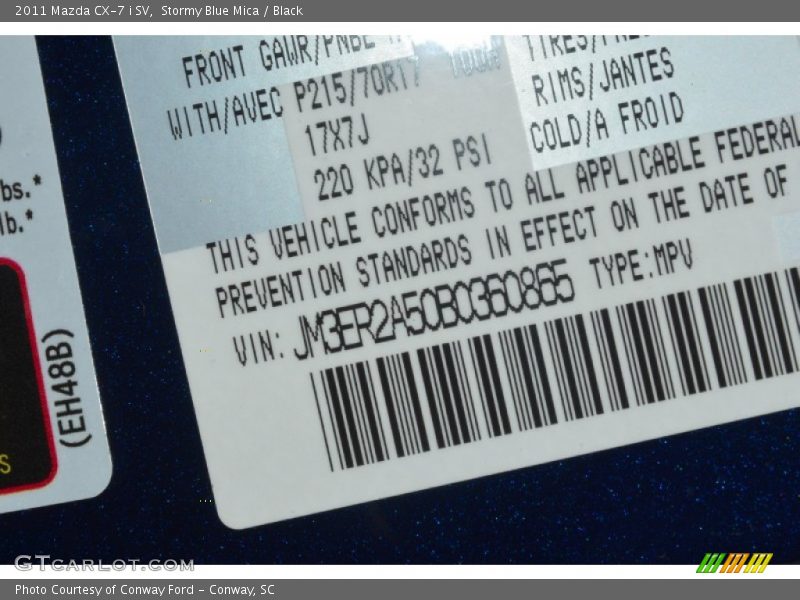 2011 Mazda CX-7 i SV, Stormy Blue Mica / Black
FRONT GAWR/PNBE
WITH/AVEC P215/70R17 100H TIRES/
17X7J RIMS/JANTES
220 KPA/32 PSI COLD/A FROID
THIS VEHICLE CONFORMS TO ALL APPLICABLE FEDERAL
PREVENTION STANDARDS IN EFFECT ON THE DATE OF
VIN: JM3ER2A50B0360865 TYPE:MPV
lbs.*
lb.*
(EH48B)
S
GTCARLOT.COM
Photo Courtesy of Conway Ford - Conway, SC